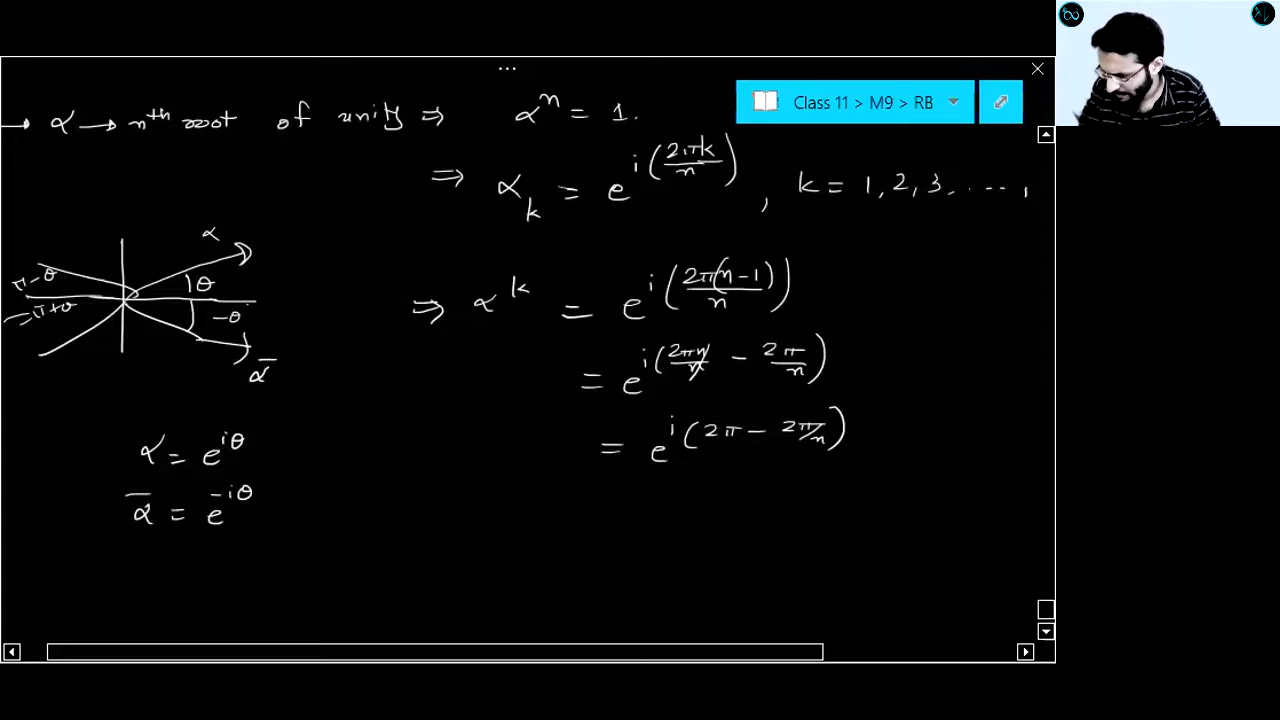 ...
Class 11 > M9 > RB
→ α → nth root of unity ⇒ α^n = 1.
⇒ α_k = e^{i(2πk/n)}, k = 1, 2, 3, ....,
α
π-θ θ
=π+θ -θ
ᾱ
⇒ α^k = e^{i(2π(n-1)/n)}
= e^{i(2πn/n - 2π/n)}
= e^{i(2π - 2π/n)}
α = e^{iθ}
ᾱ = e^{-iθ}